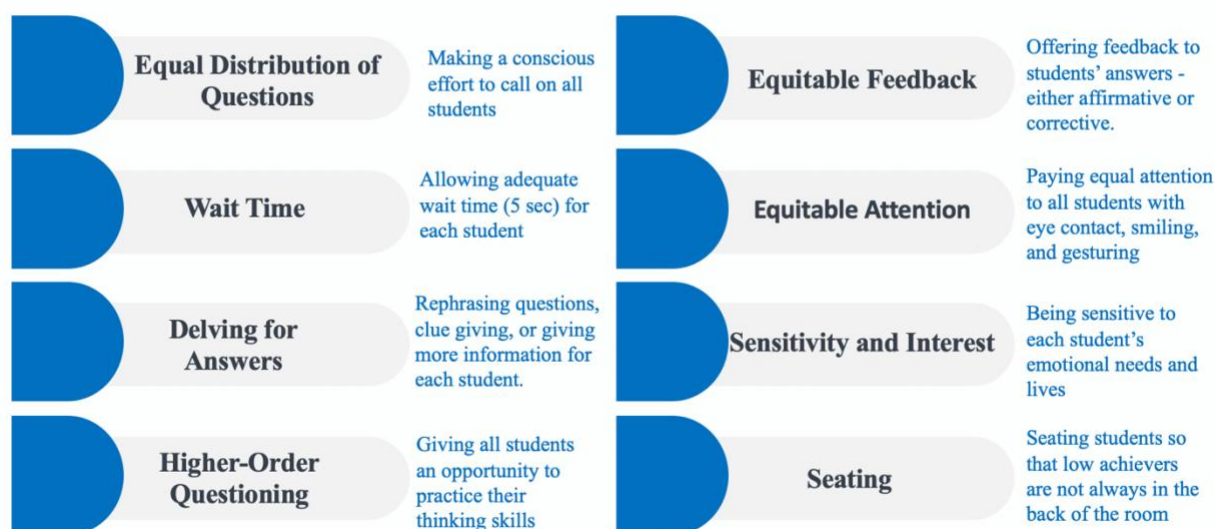 Equal Distribution of
Questions
Making a conscious
effort to call on all
students
Wait Time
Allowing adequate
wait time (5 sec) for
each student
Delving for
Answers
Rephrasing questions,
clue giving, or giving
more information for
each student.
Higher-Order
Questioning
Giving all students
an opportunity to
practice their
thinking skills
Equitable Feedback
Offering feedback to
students’ answers -
either affirmative or
corrective.
Equitable Attention
Paying equal attention
to all students with
eye contact, smiling,
and gesturing
Sensitivity and Interest
Being sensitive to
each student’s
emotional needs and
lives
Seating
Seating students so
that low achievers
are not always in the
back of the room